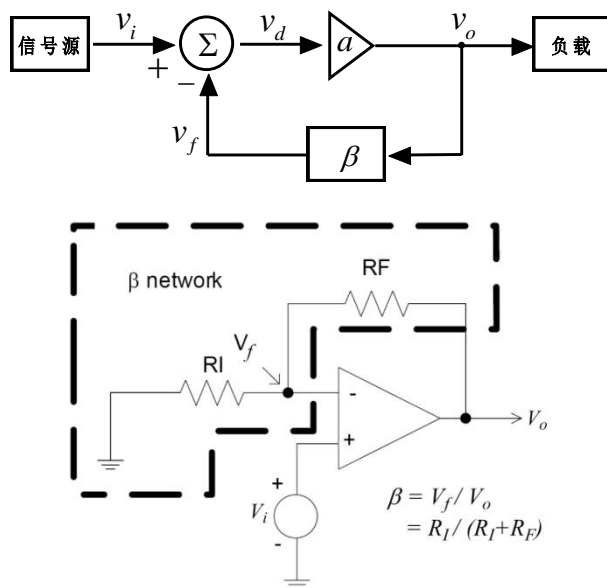 信号源 v_i + Σ v_d a v_o 负载
−
v_f β
β network
RF
V_f
RI
-
+
V_o
+
V_i
-
β = V_f / V_o
= R_I / (R_I+R_F)